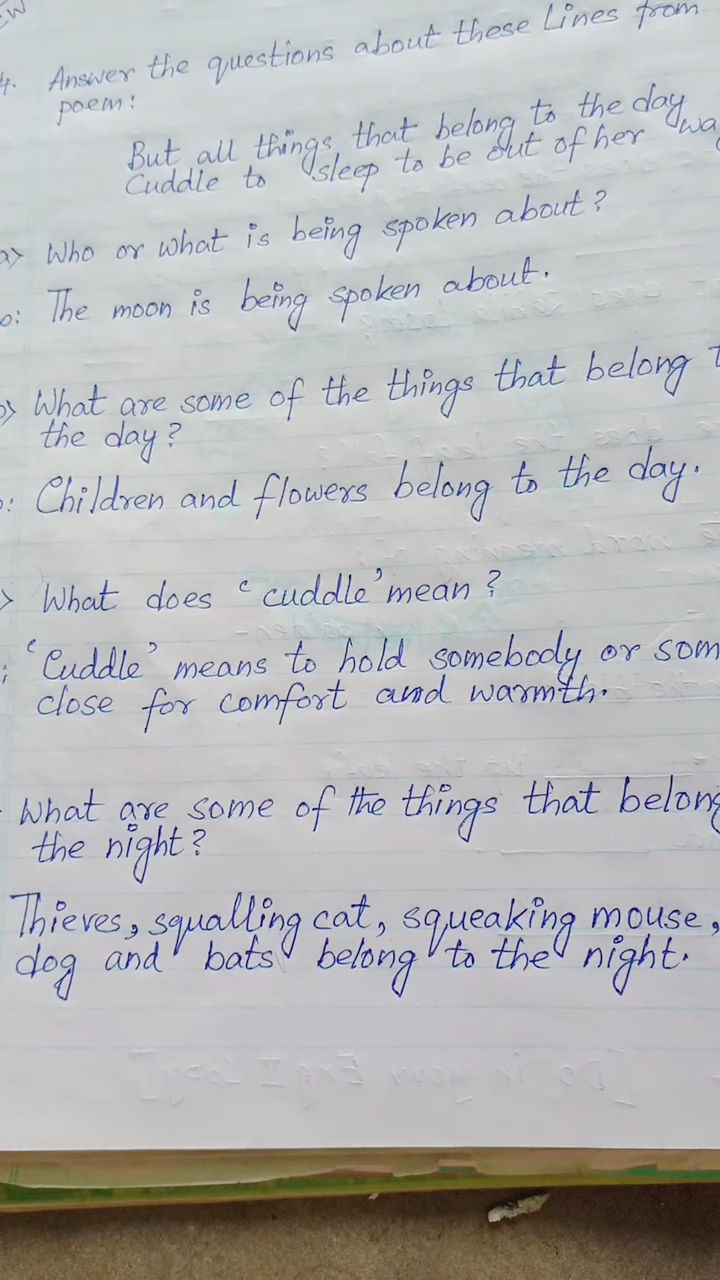 4. Answer the questions about these Lines from
poem:
But all things that belong to the day
Cuddle to sleep to be out of her wa
a> Who or what is being spoken about?
o: The moon is being spoken about.
b> What are some of the things that belong t
the day?
o: Children and flowers belong to the day.
> What does 'cuddle' mean?
: 'Cuddle' means to hold somebody or som
close for comfort and warmth.
What are some of the things that belong
the night?
Thieves, squalling cat, squeaking mouse,
dog and bats belong to the night.